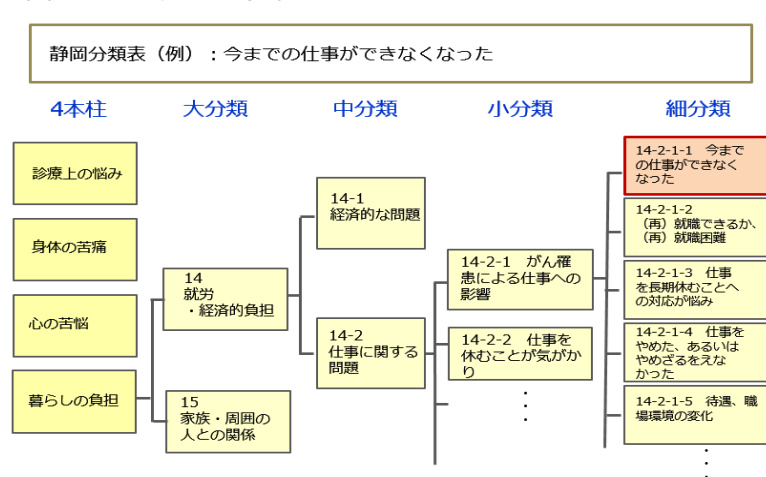 静岡分類表（例）：今までの仕事ができなくなった
4本柱
大分類
中分類
小分類
細分類
診療上の悩み
身体の苦痛
心の苦悩
暮らしの負担
14
就労
・経済的負担
15
家族・周囲の
人との関係
14-1
経済的な問題
14-2
仕事に関する
問題
14-2-1　がん罹
患による仕事への
影響
14-2-2　仕事を
休むことが気がか
り
14-2-1-1　今まで
の仕事ができなく
なった
14-2-1-2
（再）就職できるか、
（再）就職困難
14-2-1-3　仕事
を長期休むことへ
の対応が悩み
14-2-1-4　仕事を
やめた、あるいは
やめざるをえな
かった
14-2-1-5　待遇、職
場環境の変化